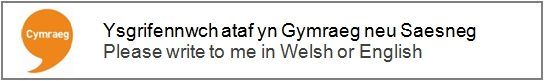 Cymraeg
Ysgrifennwch ataf yn Gymraeg neu Saesneg
Please write to me in Welsh or English